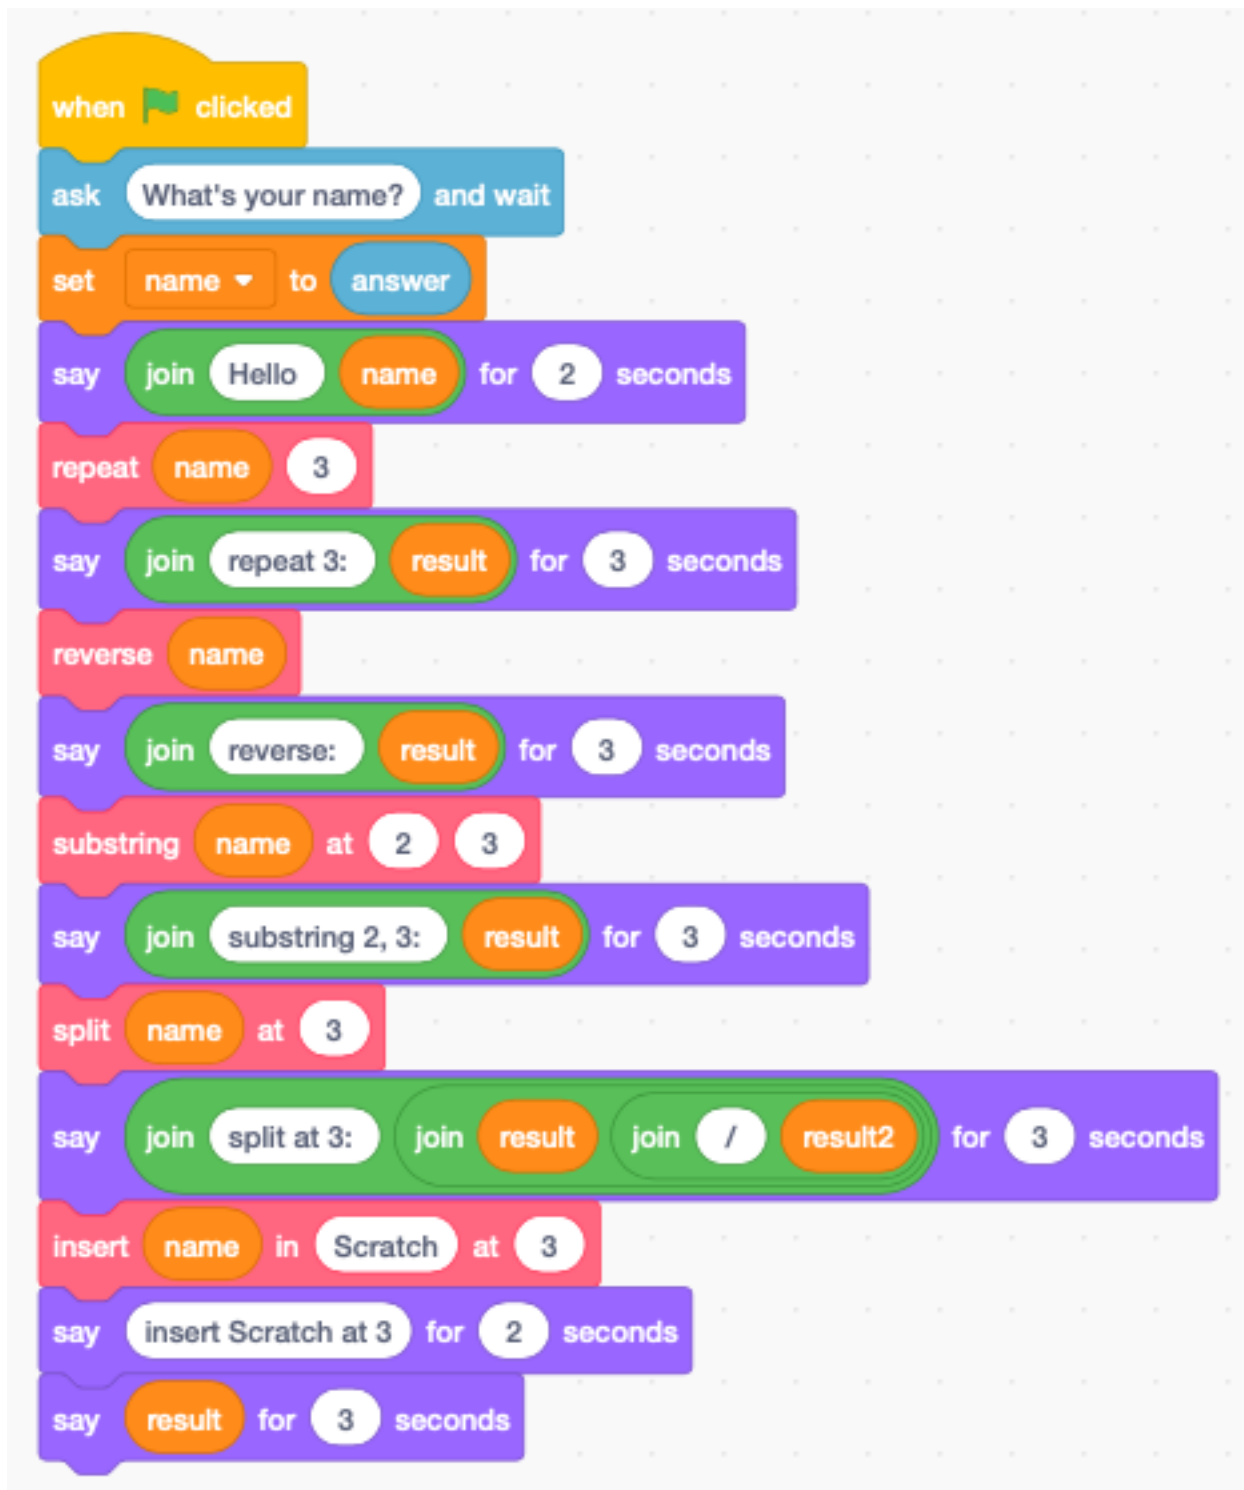 when clicked
ask What's your name? and wait
set name to answer
say join Hello name for 2 seconds
repeat name 3
say join repeat 3: result for 3 seconds
reverse name
say join reverse: result for 3 seconds
substring name at 2 3
say join substring 2, 3: result for 3 seconds
split name at 3
say join split at 3: join result join / result2 for 3 seconds
insert name in Scratch at 3
say insert Scratch at 3 for 2 seconds
say result for 3 seconds